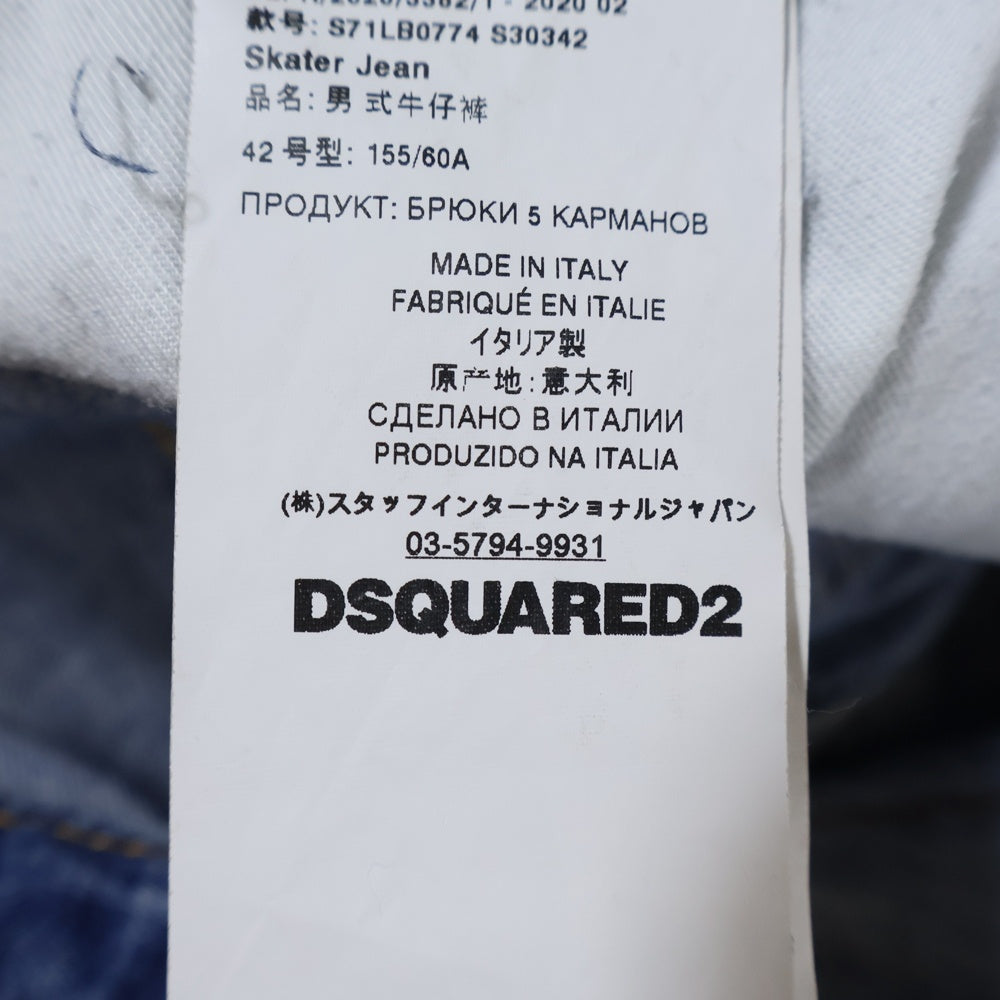 - 2020 02
款号: S71LB0774 S30342
Skater Jean
品名: 男 式牛仔裤
42 号型: 155/60A
ПРОДУКТ: БРЮКИ 5 КАРМАНОВ
MADE IN ITALY
FABRIQUÉ EN ITALIE
イタリア製
原产地: 意大利
СДЕЛАНО В ИТАЛИИ
PRODUZIDO NA ITALIA
(株)スタッフインターナショナルジャパン
03-5794-9931
DSQUARED2